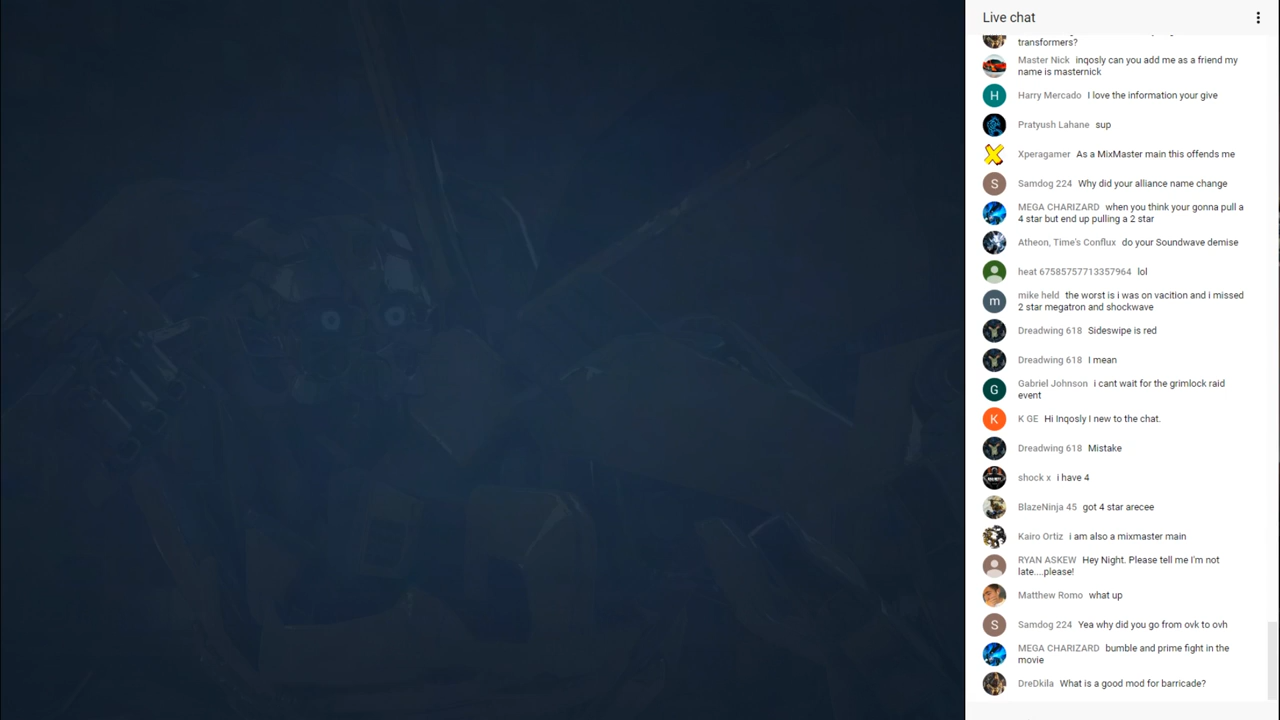 Live chat
transformers?
Master Nick inqosly can you add me as a friend my
name is masternick
Harry Mercado I love the information your give
Pratyush Lahane sup
Xperagamer As a MixMaster main this offends me
Samdog 224 Why did your alliance name change
MEGA CHARIZARD when you think your gonna pull a
4 star but end up pulling a 2 star
Atheon, Time's Conflux do your Soundwave demise
heat 67585757713357964 lol
mike held the worst is i was on vacition and i missed
2 star megatron and shockwave
Dreadwing 618 Sideswipe is red
Dreadwing 618 I mean
Gabriel Johnson i cant wait for the grimlock raid
event
K GE Hi Inqosly I new to the chat.
Dreadwing 618 Mistake
shock x i have 4
BlazeNinja 45 got 4 star arecee
Kairo Ortiz i am also a mixmaster main
RYAN ASKEW Hey Night. Please tell me I'm not
late....please!
Matthew Romo what up
Samdog 224 Yea why did you go from ovk to ovh
MEGA CHARIZARD bumble and prime fight in the
movie
DreDkila What is a good mod for barricade?